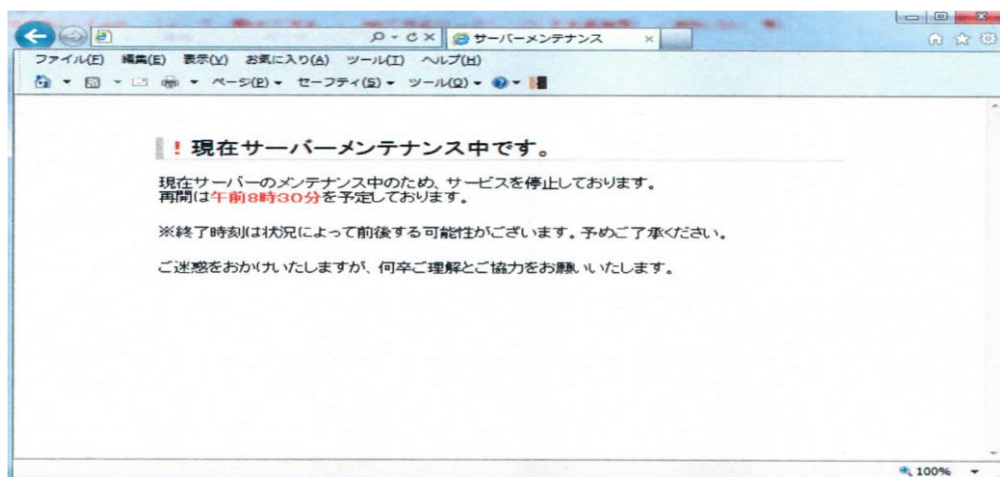 サーバーメンテナンス
ファイル(F) 編集(E) 表示(V) お気に入り(A) ツール(T) ヘルプ(H)
ページ(P) セーフティ(S) ツール(O)
! 現在サーバーメンテナンス中です。
現在サーバーのメンテナンス中のため、サービスを停止しております。
再開は午前8時30分を予定しております。
※終了時刻は状況によって前後する可能性がございます。予めご了承ください。
ご迷惑をおかけいたしますが、何卒ご理解とご協力をお願いいたします。
100%